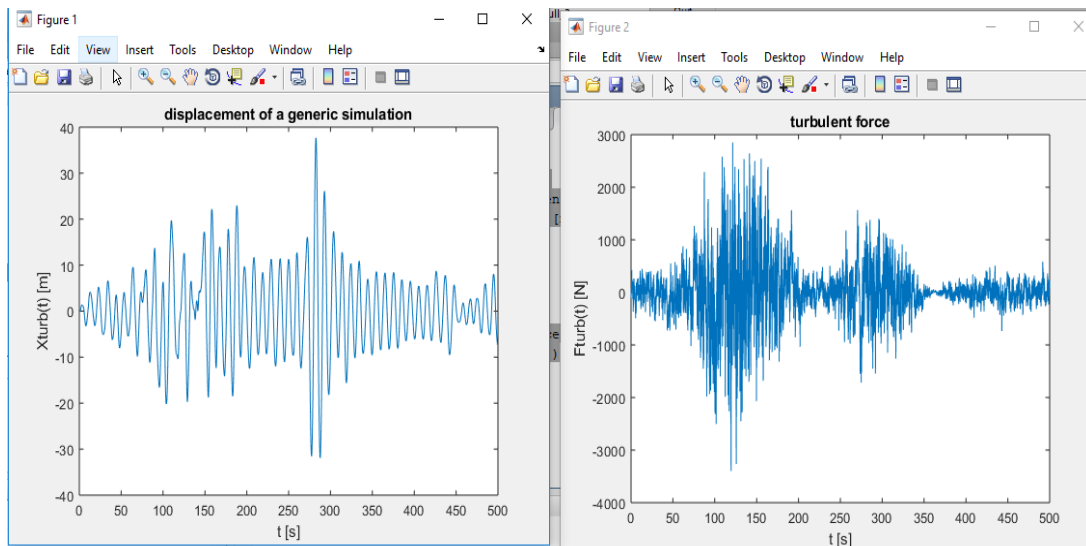 Figure 1
File Edit View Insert Tools Desktop Window Help
displacement of a generic simulation
40
30
20
10
0
-10
-20
-30
-40
Xturb(t) [m]
0 50 100 150 200 250 300 350 400 450 500
t [s]
Figure 2
File Edit View Insert Tools Desktop Window Help
turbulent force
3000
2000
1000
0
-1000
-2000
-3000
-4000
Fturb(t) [N]
0 50 100 150 200 250 300 350 400 450 500
t [s]